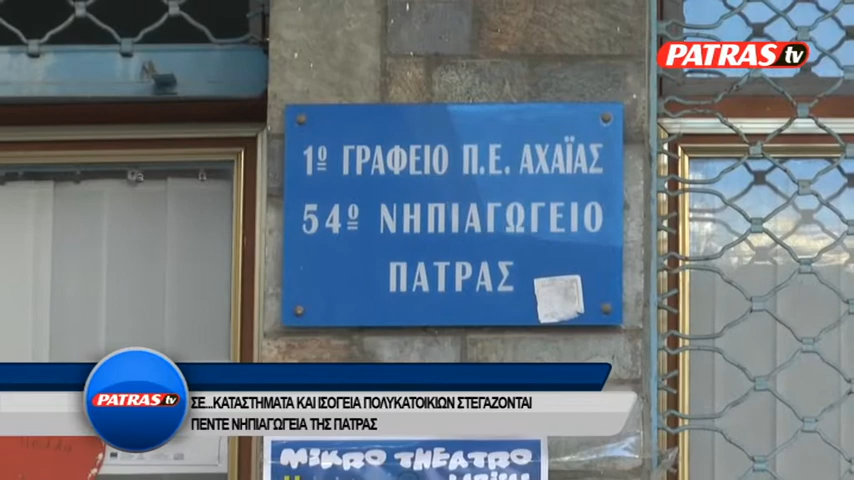 PATRAS tv
1º ΓΡΑΦΕΙΟ Π.Ε. ΑΧΑΪΑΣ
54º ΝΗΠΙΑΓΩΓΕΙΟ
ΠΑΤΡΑΣ
PATRAS tv
ΣΕ...ΚΑΤΑΣΤΗΜΑΤΑ ΚΑΙ ΙΣΟΓΕΙΑ ΠΟΛΥΚΑΤΟΙΚΙΩΝ ΣΤΕΓΑΖΟΝΤΑΙ
ΠΕΝΤΕ ΝΗΠΙΑΓΩΓΕΙΑ ΤΗΣ ΠΑΤΡΑΣ
MIKRO THEATRO